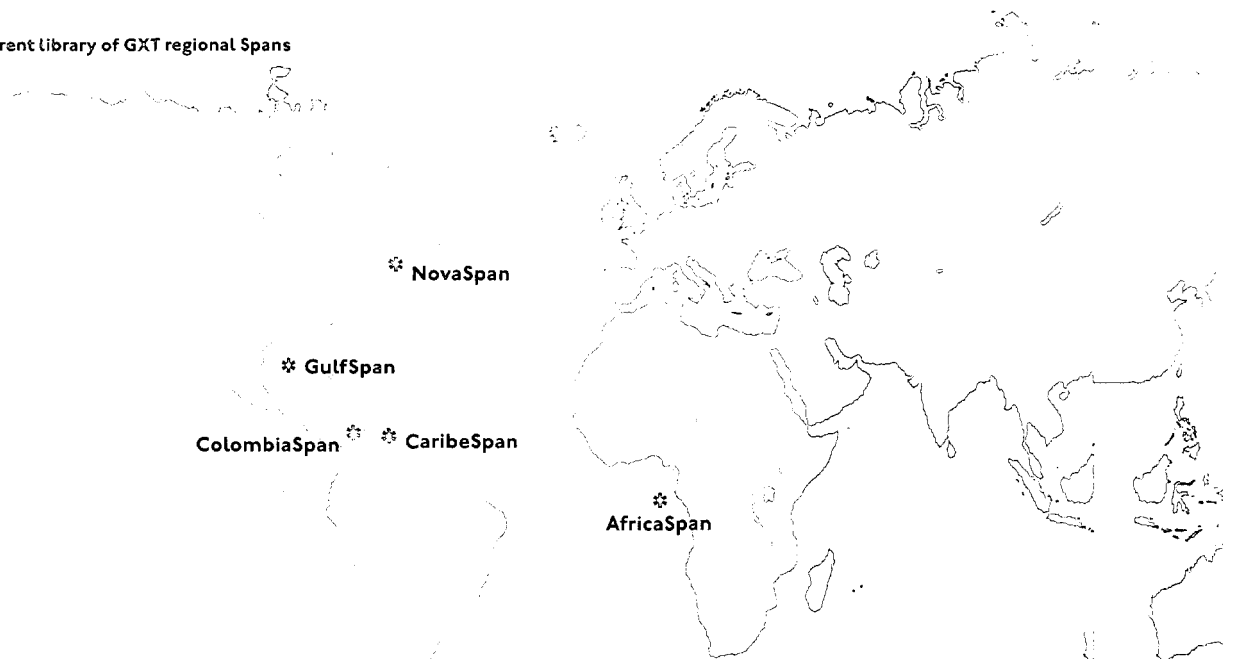 rent library of GXT regional Spans
NovaSpan
GulfSpan
ColombiaSpan
CaribeSpan
AfricaSpan